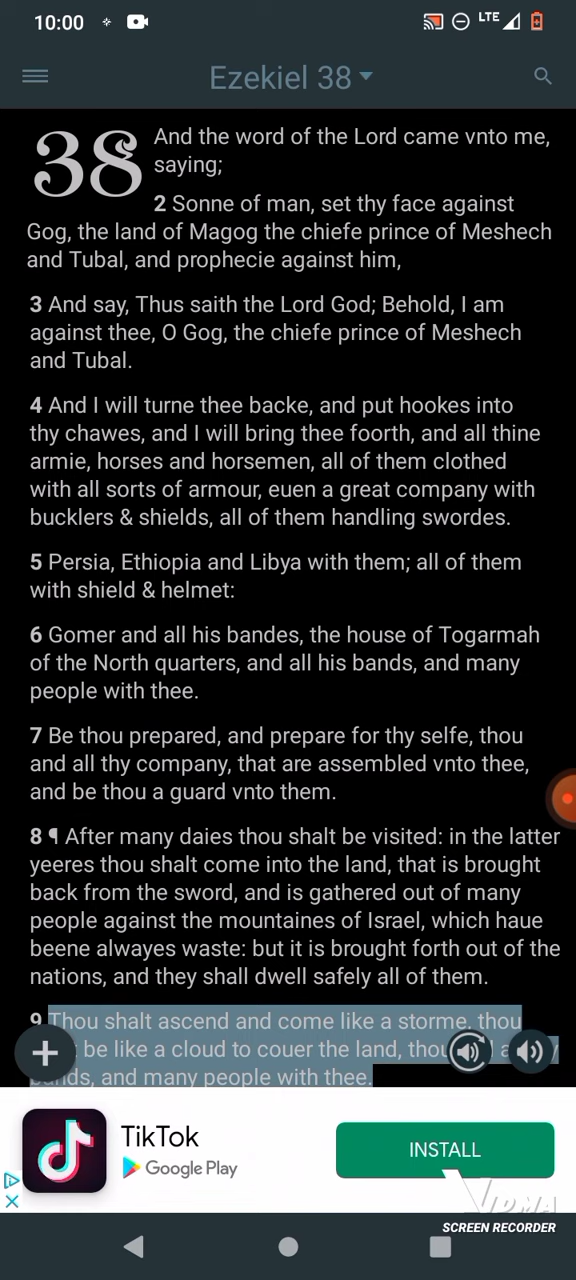 10:00
LTE
Ezekiel 38
38 And the word of the Lord came vnto me,
saying;
2 Sonne of man, set thy face against
Gog, the land of Magog the chiefe prince of Meshech
and Tubal, and prophecie against him,
3 And say, Thus saith the Lord God; Behold, I am
against thee, O Gog, the chiefe prince of Meshech
and Tubal.
4 And I will turne thee backe, and put hookes into
thy chawes, and I will bring thee foorth, and all thine
armie, horses and horsemen, all of them clothed
with all sorts of armour, euen a great company with
bucklers & shields, all of them handling swordes.
5 Persia, Ethiopia and Libya with them; all of them
with shield & helmet:
6 Gomer and all his bandes, the house of Togarmah
of the North quarters, and all his bands, and many
people with thee.
7 Be thou prepared, and prepare for thy selfe, thou
and all thy company, that are assembled vnto thee,
and be thou a guard vnto them.
8 ¶ After many daies thou shalt be visited: in the latter
yeeres thou shalt come into the land, that is brought
back from the sword, and is gathered out of many
people against the mountaines of Israel, which haue
beene alwayes waste: but it is brought forth out of the
nations, and they shall dwell safely all of them.
9 Thou shalt ascend and come like a storme, thou
be like a cloud to couer the land, thou
bands, and many people with thee.
TikTok
Google Play
INSTALL
VIDMA
SCREEN RECORDER